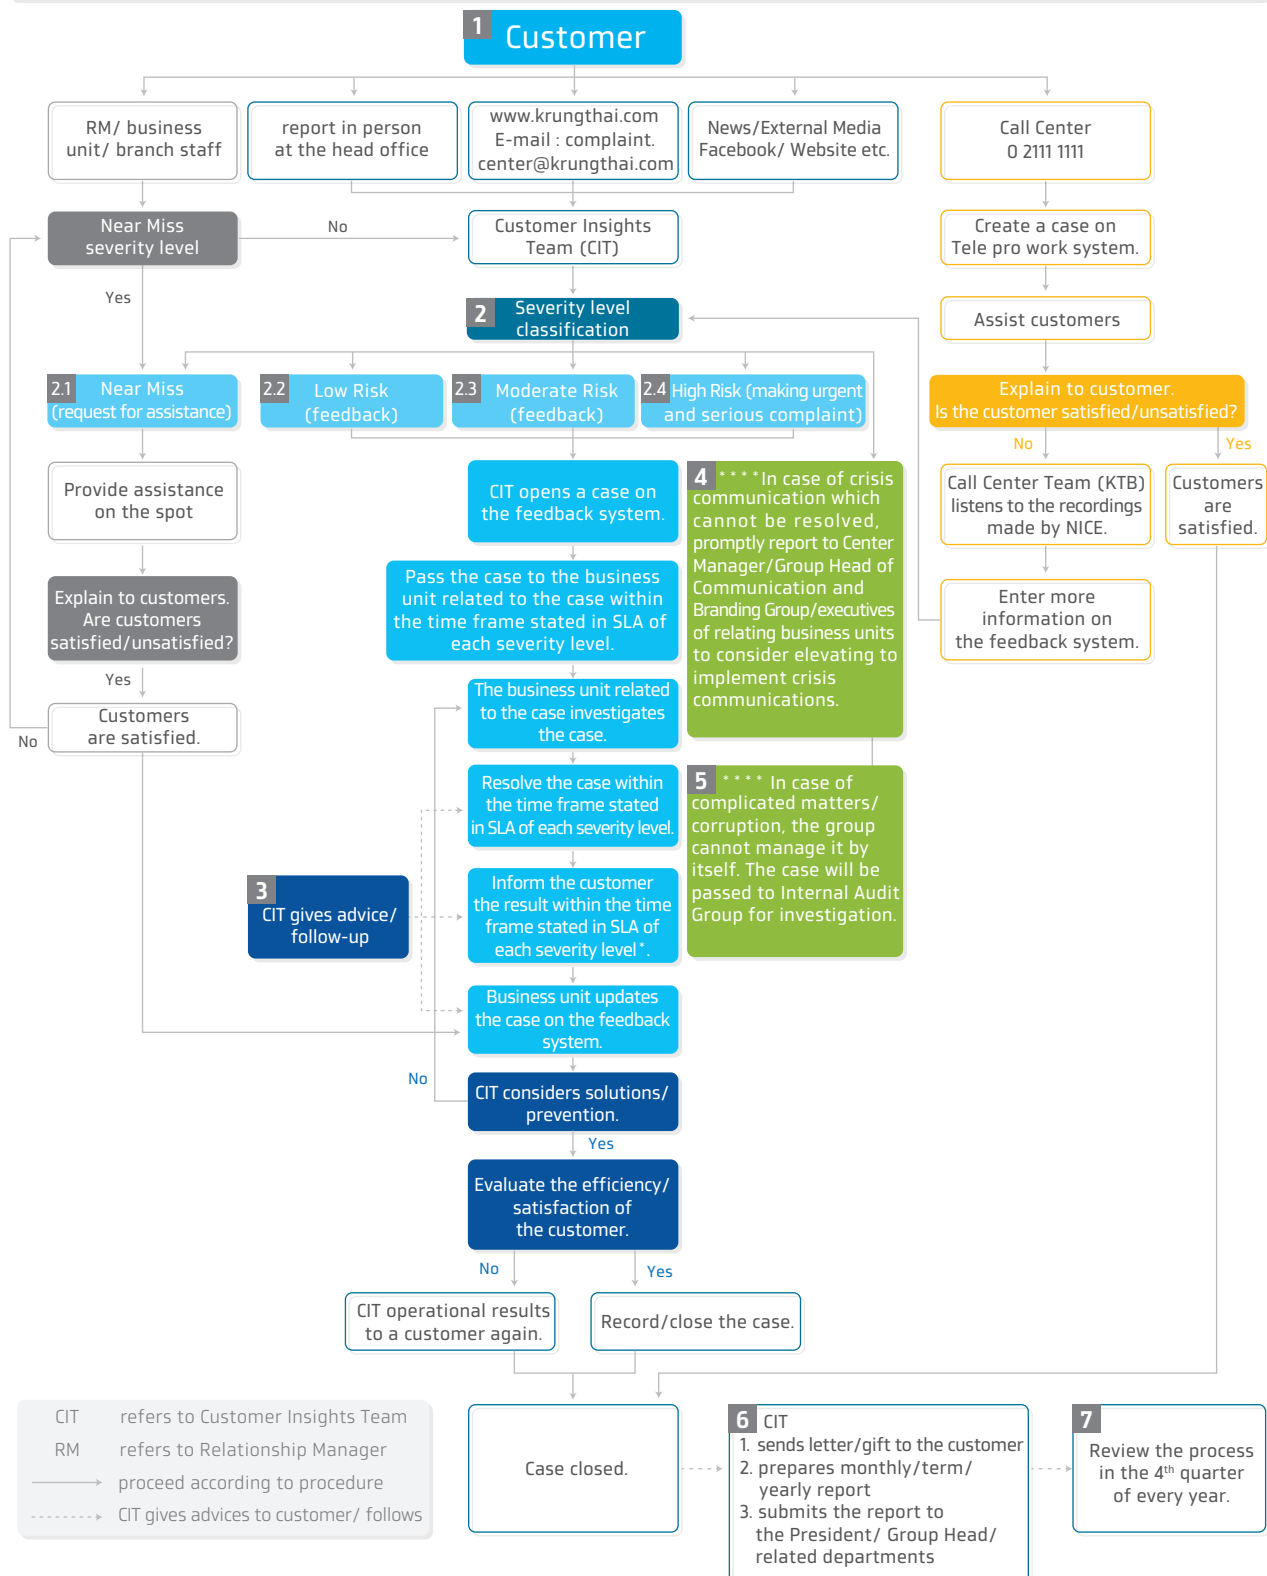 1
Customer
RM/ business
unit/ branch staff
report in person
at the head office
www.krungthai.com
E-mail : complaint.
center@krungthai.com
News/External Media
Facebook/ Website etc.
Call Center
0 2111 1111
Near Miss
severity level
No
Customer Insights
Team (CIT)
Create a case on
Tele pro work system.
Yes
2
Severity level
classification
Assist customers
2.1
Near Miss
(request for assistance)
2.2
Low Risk
(feedback)
2.3
Moderate Risk
(feedback)
2.4
High Risk (making urgent
and serious complaint)
Explain to customer.
Is the customer satisfied/unsatisfied?
No
Yes
Provide assistance
on the spot
CIT opens a case on
the feedback system.
4
**** In case of crisis
communication which
cannot be resolved,
promptly report to Center
Manager/Group Head of
Communication and
Branding Group/executives
of relating business units
to consider elevating to
implement crisis
communications.
Call Center Team (KTB)
listens to the recordings
made by NICE.
Customers
are
satisfied.
Pass the case to the business
unit related to the case within
the time frame stated in SLA of
each severity level.
Explain to customers.
Are customers
satisfied/unsatisfied?
Enter more
information on
the feedback system.
Yes
The business unit related
to the case investigates
the case.
Customers
are satisfied.
No
Resolve the case within
the time frame stated
in SLA of each severity level.
5
**** In case of
complicated matters/
corruption, the group
cannot manage it by
itself. The case will be
passed to Internal Audit
Group for investigation.
3
CIT gives advice/
follow-up
Inform the customer
the result within the time
frame stated in SLA of
each severity level*.
Business unit updates
the case on the feedback
system.
No
CIT considers solutions/
prevention.
Yes
Evaluate the efficiency/
satisfaction of
the customer.
No
Yes
CIT operational results
to a customer again.
Record/close the case.
CIT refers to Customer Insights Team
RM refers to Relationship Manager
proceed according to procedure
CIT gives advices to customer/ follows
Case closed.
6
CIT
1. sends letter/gift to the customer
2. prepares monthly/term/
yearly report
3. submits the report to
the President/ Group Head/
related departments
7
Review the process
in the 4th quarter
of every year.